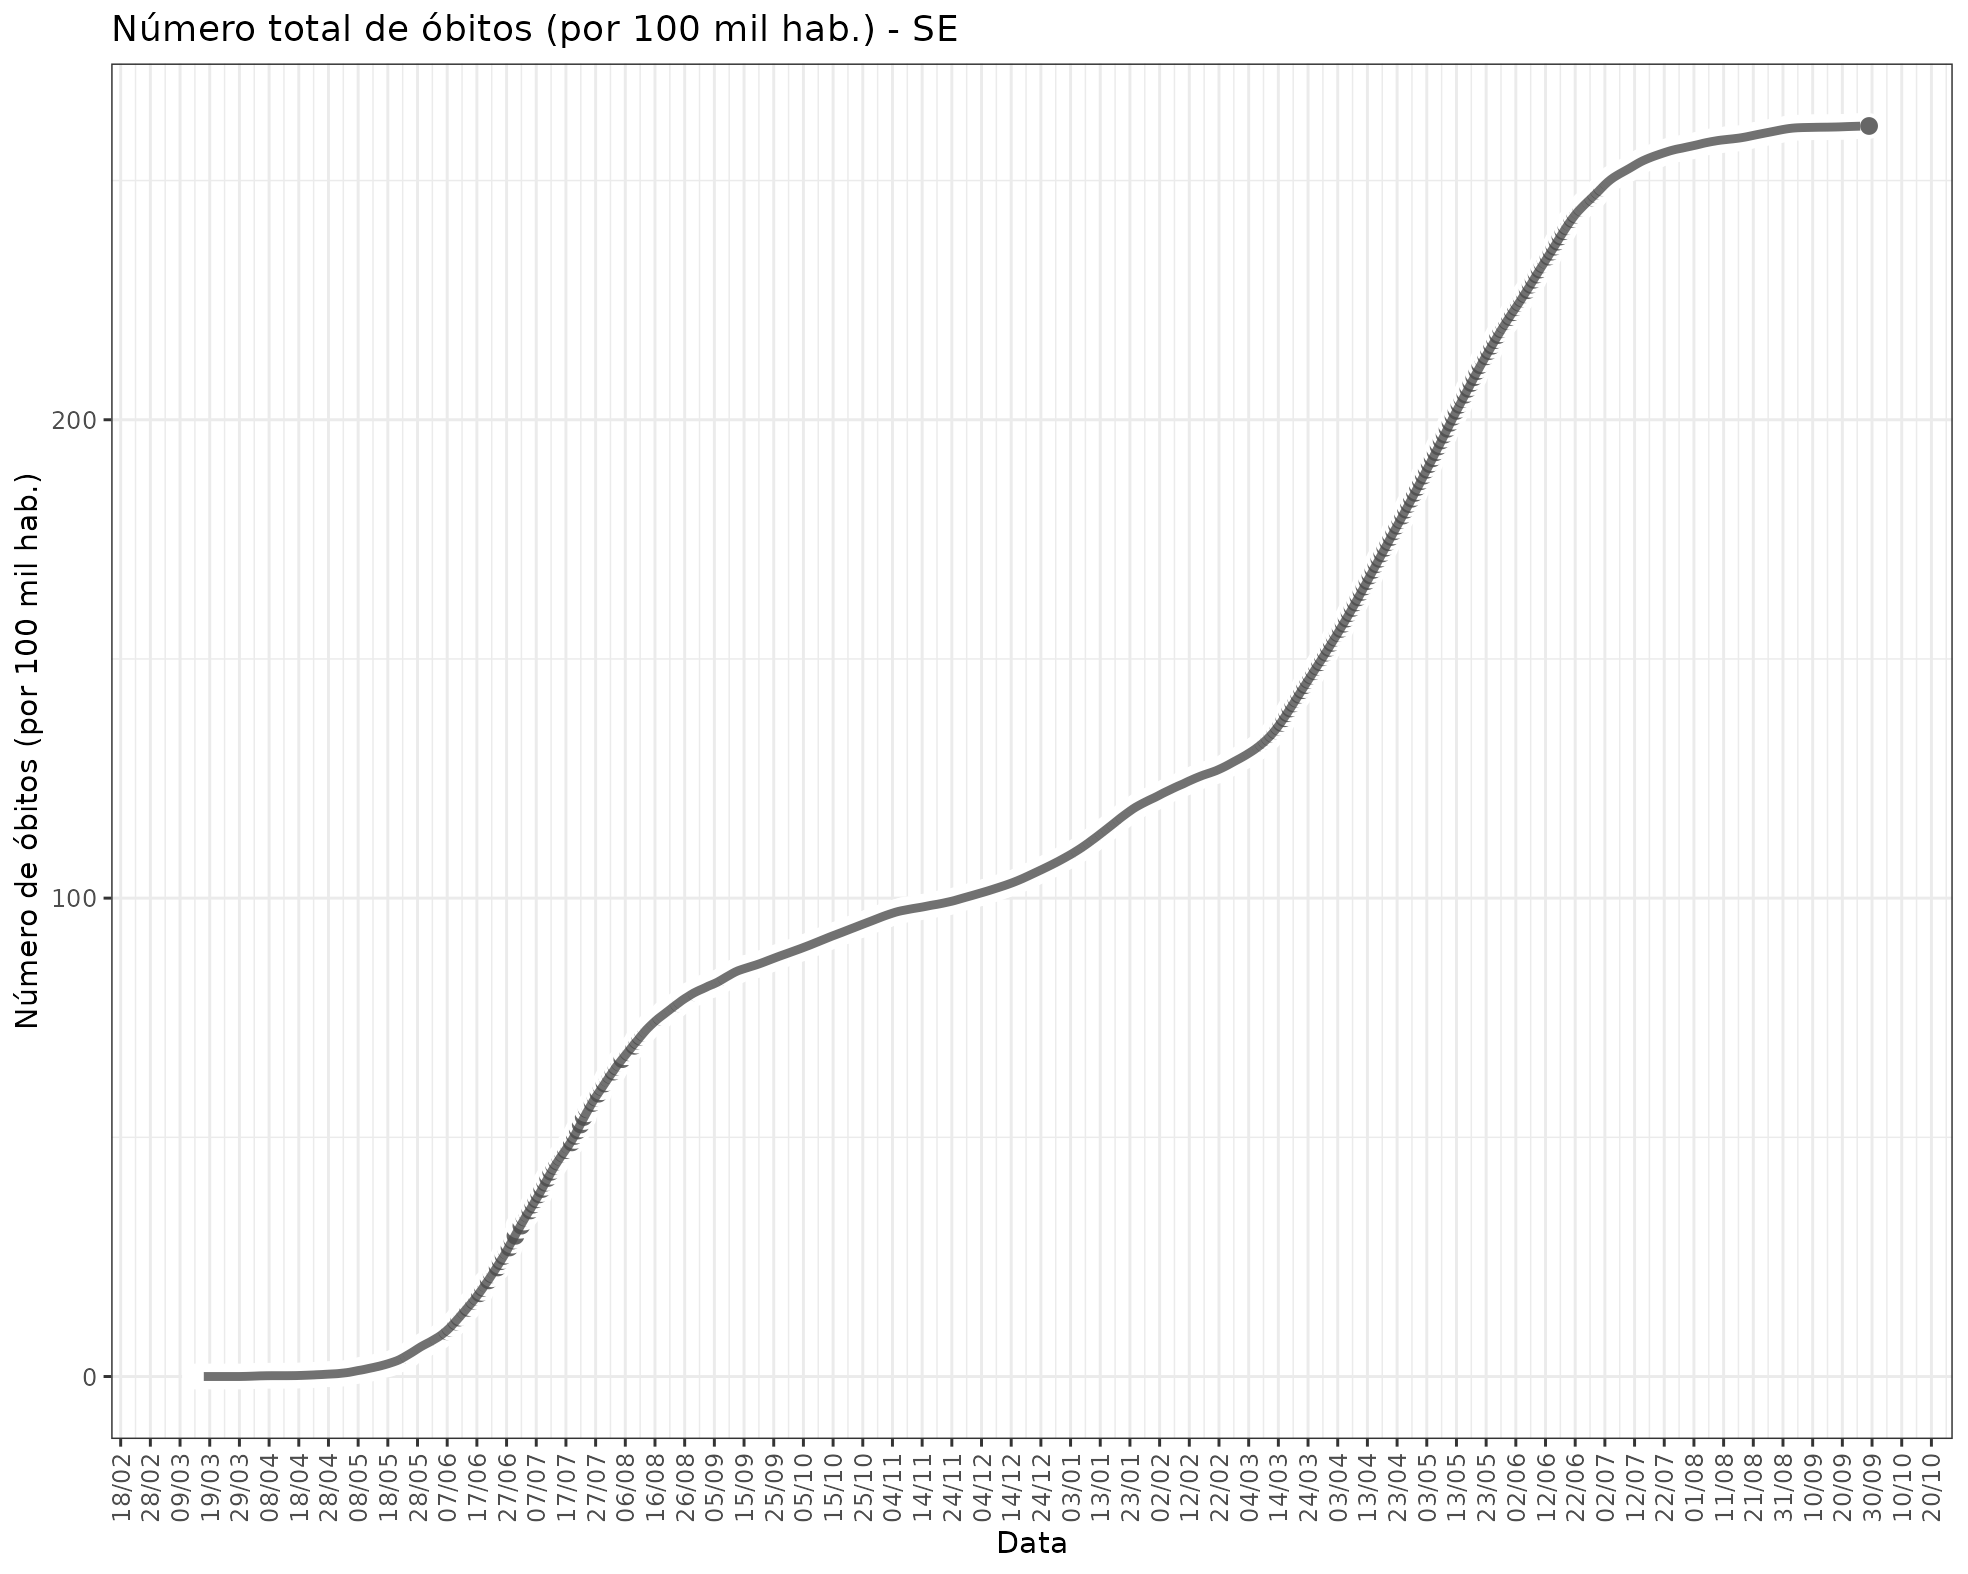 Número total de óbitos (por 100 mil hab.) - SE
Número de óbitos (por 100 mil hab.)
200
100
0
18/02 28/02 09/03 19/03 29/03 08/04 18/04 28/04 08/05 18/05 28/05 07/06 17/06 27/06 07/07 17/07 27/07 06/08 16/08 26/08 05/09 15/09 25/09 05/10 15/10 25/10 04/11 14/11 24/11 04/12 14/12 24/12 03/01 13/01 23/01 02/02 12/02 22/02 04/03 14/03 24/03 03/04 13/04 23/04 03/05 13/05 23/05 02/06 12/06 22/06 02/07 12/07 22/07 01/08 11/08 21/08 31/08 10/09 20/09 30/09 10/10 20/10
Data